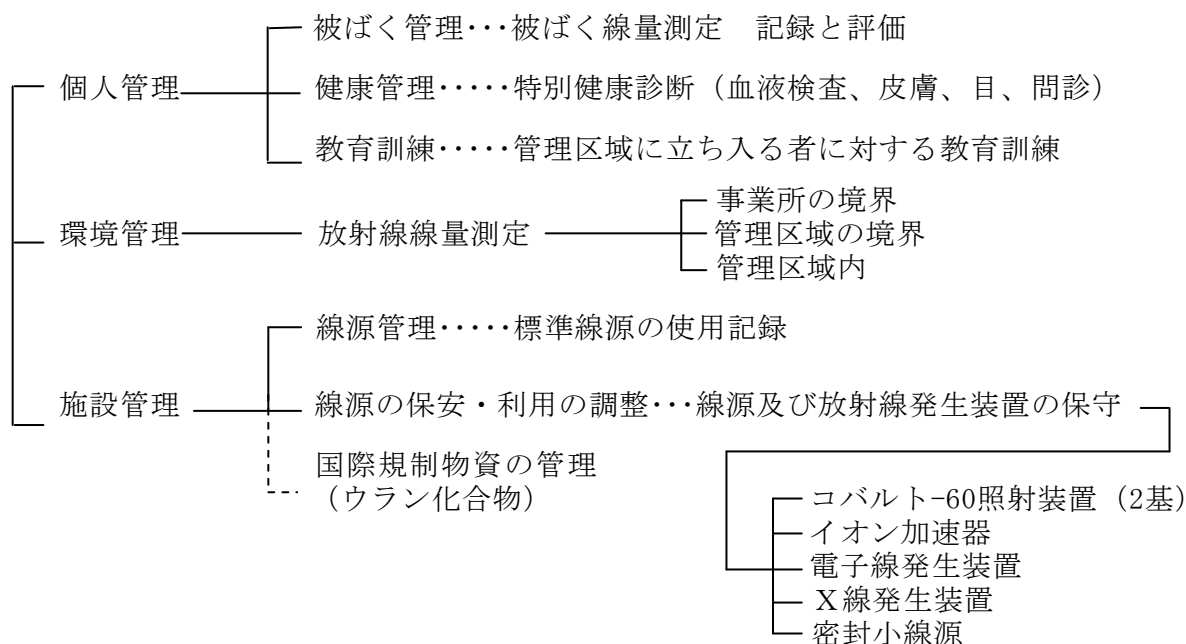 被ばく管理･･･被ばく線量測定　記録と評価
個人管理
健康管理･････特別健康診断（血液検査、皮膚、目、問診）
教育訓練･････管理区域に立ち入る者に対する教育訓練
環境管理
放射線線量測定
事業所の境界
管理区域の境界
管理区域内
線源管理･････標準線源の使用記録
施設管理
線源の保安・利用の調整･･･線源及び放射線発生装置の保守
国際規制物資の管理
（ウラン化合物）
コバルト-60照射装置（2基）
イオン加速器
電子線発生装置
Ｘ線発生装置
密封小線源